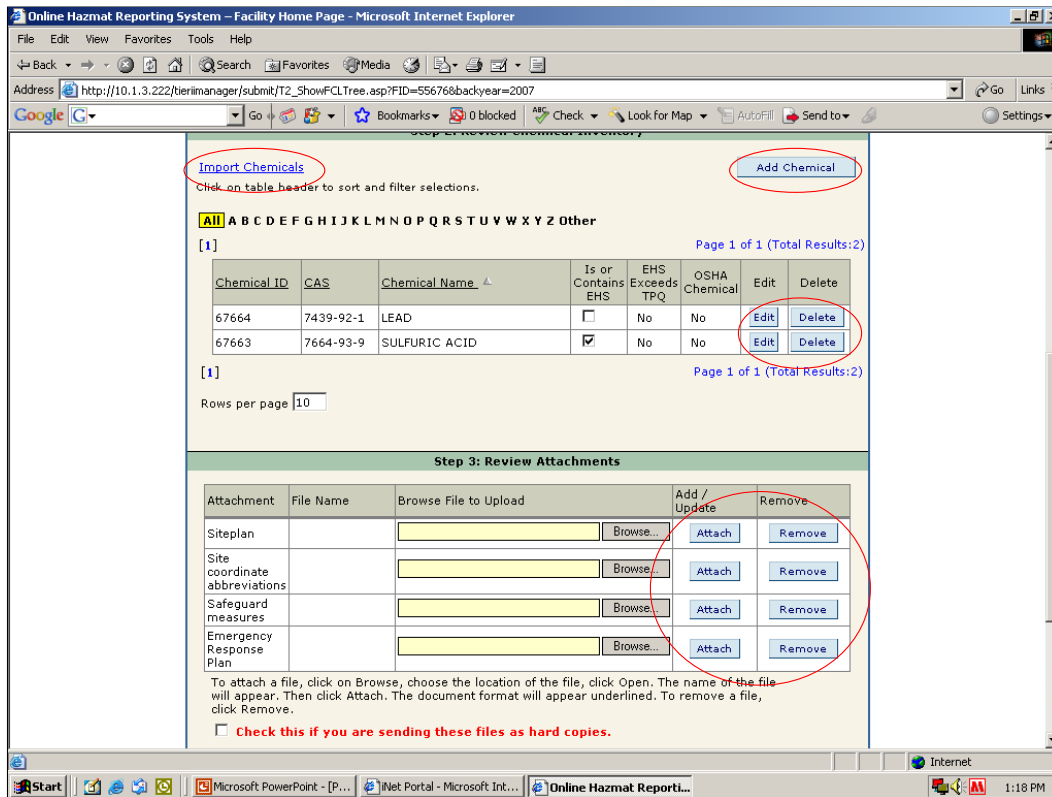 Online Hazmat Reporting System – Facility Home Page - Microsoft Internet Explorer
File Edit View Favorites Tools Help
Back Search Favorites Media
Address http://10.1.3.222/tieriimanager/submit/T2_ShowFCLTree.asp?FID=55676&backyear=2007 Go Links
Google G Go Bookmarks 0 blocked ABC Check Look for Map AutoFill Send to Settings
Step 2: Review Chemical Inventory
Import Chemicals Add Chemical
Click on table header to sort and filter selections.
All A B C D E F G H I J K L M N O P Q R S T U V W X Y Z Other
[1] Page 1 of 1 (Total Results:2)
Chemical ID CAS Chemical Name Is or Contains EHS EHS Exceeds TPQ OSHA Chemical Edit Delete
67664 7439-92-1 LEAD No No Edit Delete
67663 7664-93-9 SULFURIC ACID No No Edit Delete
[1] Page 1 of 1 (Total Results:2)
Rows per page 10
Step 3: Review Attachments
Attachment File Name Browse File to Upload Add / Update Remove
Siteplan Browse... Attach Remove
Site coordinate abbreviations Browse... Attach Remove
Safeguard measures Browse... Attach Remove
Emergency Response Plan Browse... Attach Remove
To attach a file, click on Browse, choose the location of the file, click Open. The name of the file
will appear. Then click Attach. The document format will appear underlined. To remove a file,
click Remove.
Check this if you are sending these files as hard copies.
Internet
Start Microsoft PowerPoint - [P... iNet Portal - Microsoft Int... Online Hazmat Reporti... 1:18 PM